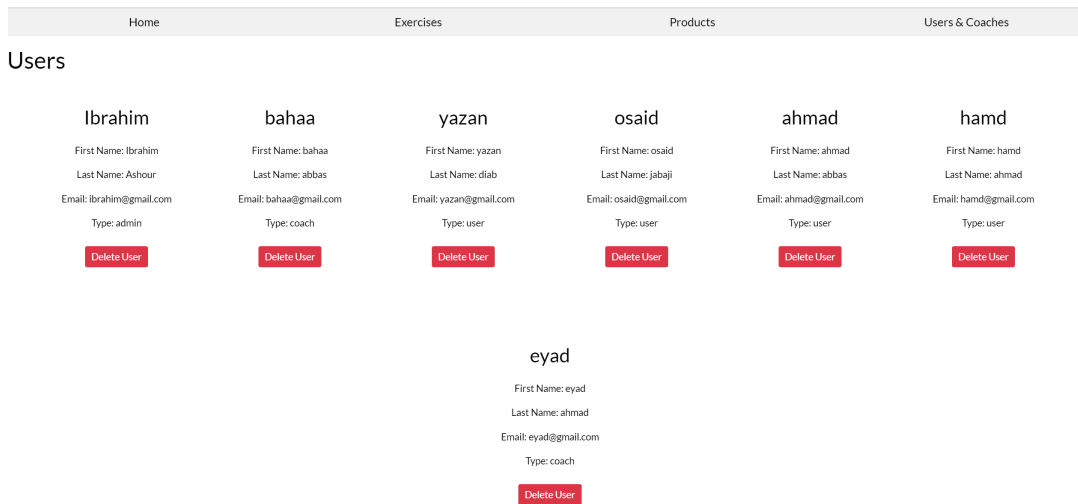 Home Exercises Products Users & Coaches
Users
Ibrahim
First Name: Ibrahim
Last Name: Ashour
Email: ibrahim@gmail.com
Type: admin
Delete User
bahaa
First Name: bahaa
Last Name: abbas
Email: bahaa@gmail.com
Type: coach
Delete User
yazan
First Name: yazan
Last Name: diab
Email: yazan@gmail.com
Type: user
Delete User
osaid
First Name: osaid
Last Name: jabaji
Email: osaid@gmail.com
Type: user
Delete User
ahmad
First Name: ahmad
Last Name: abbas
Email: ahmad@gmail.com
Type: user
Delete User
hamd
First Name: hamd
Last Name: ahmad
Email: hamd@gmail.com
Type: user
Delete User
eyad
First Name: eyad
Last Name: ahmad
Email: eyad@gmail.com
Type: coach
Delete User